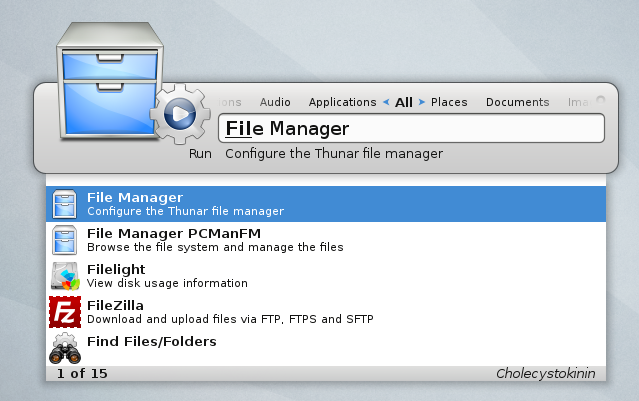 ons Audio Applications All Places Documents Ima
File Manager
Run Configure the Thunar file manager
File Manager
Configure the Thunar file manager
File Manager PCManFM
Browse the file system and manage the files
Filelight
View disk usage information
Fz
FileZilla
Download and upload files via FTP, FTPS and SFTP
Find Files/Folders
1 of 15 Cholecystokinin